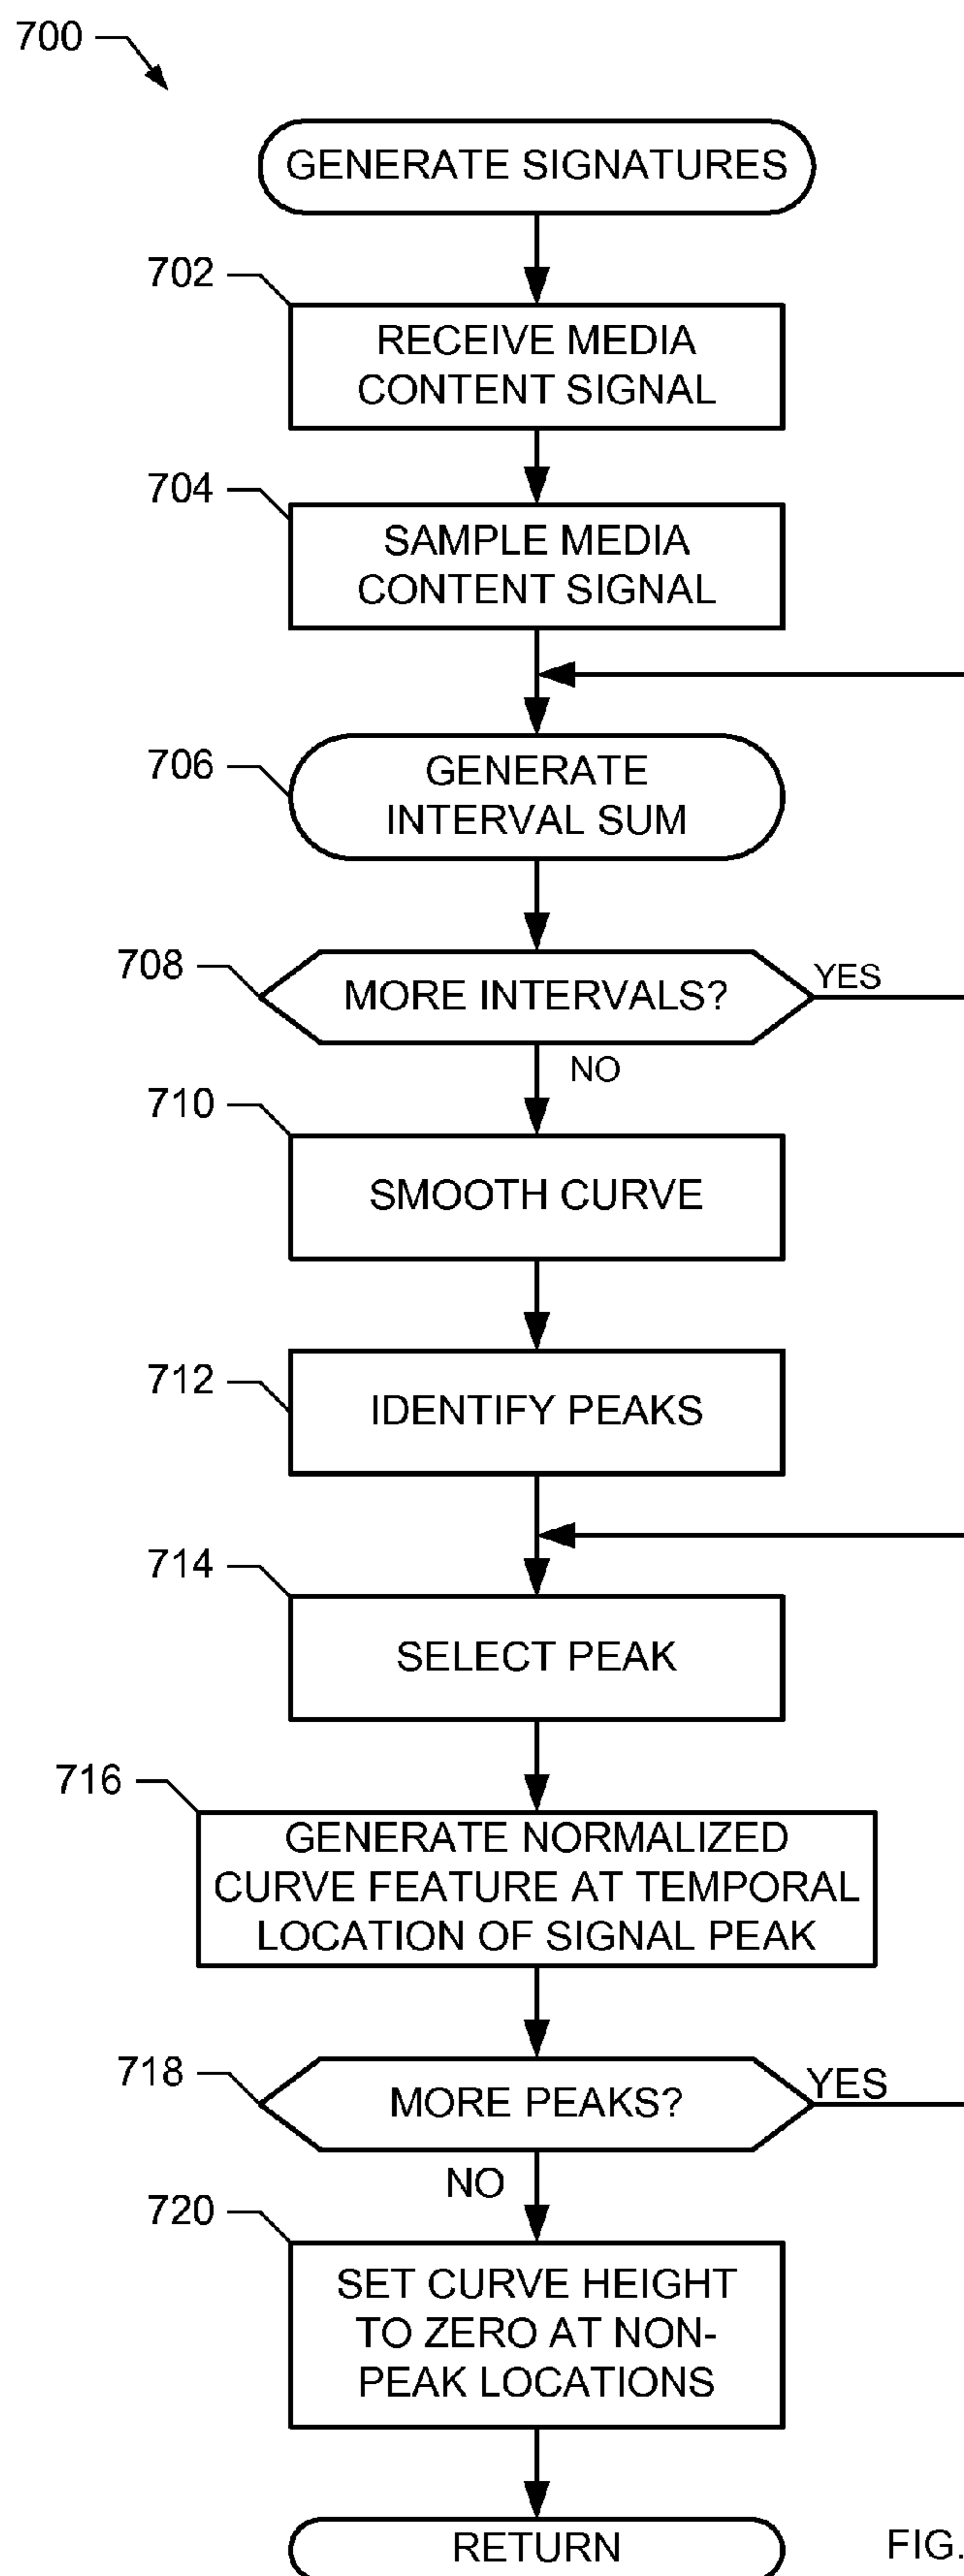 700
GENERATE SIGNATURES
702
RECEIVE MEDIA
CONTENT SIGNAL
704
SAMPLE MEDIA
CONTENT SIGNAL
706
GENERATE
INTERVAL SUM
708
MORE INTERVALS?
YES
NO
710
SMOOTH CURVE
712
IDENTIFY PEAKS
714
SELECT PEAK
716
GENERATE NORMALIZED
CURVE FEATURE AT TEMPORAL
LOCATION OF SIGNAL PEAK
718
MORE PEAKS?
YES
NO
720
SET CURVE HEIGHT
TO ZERO AT NON-
PEAK LOCATIONS
RETURN
FIG.